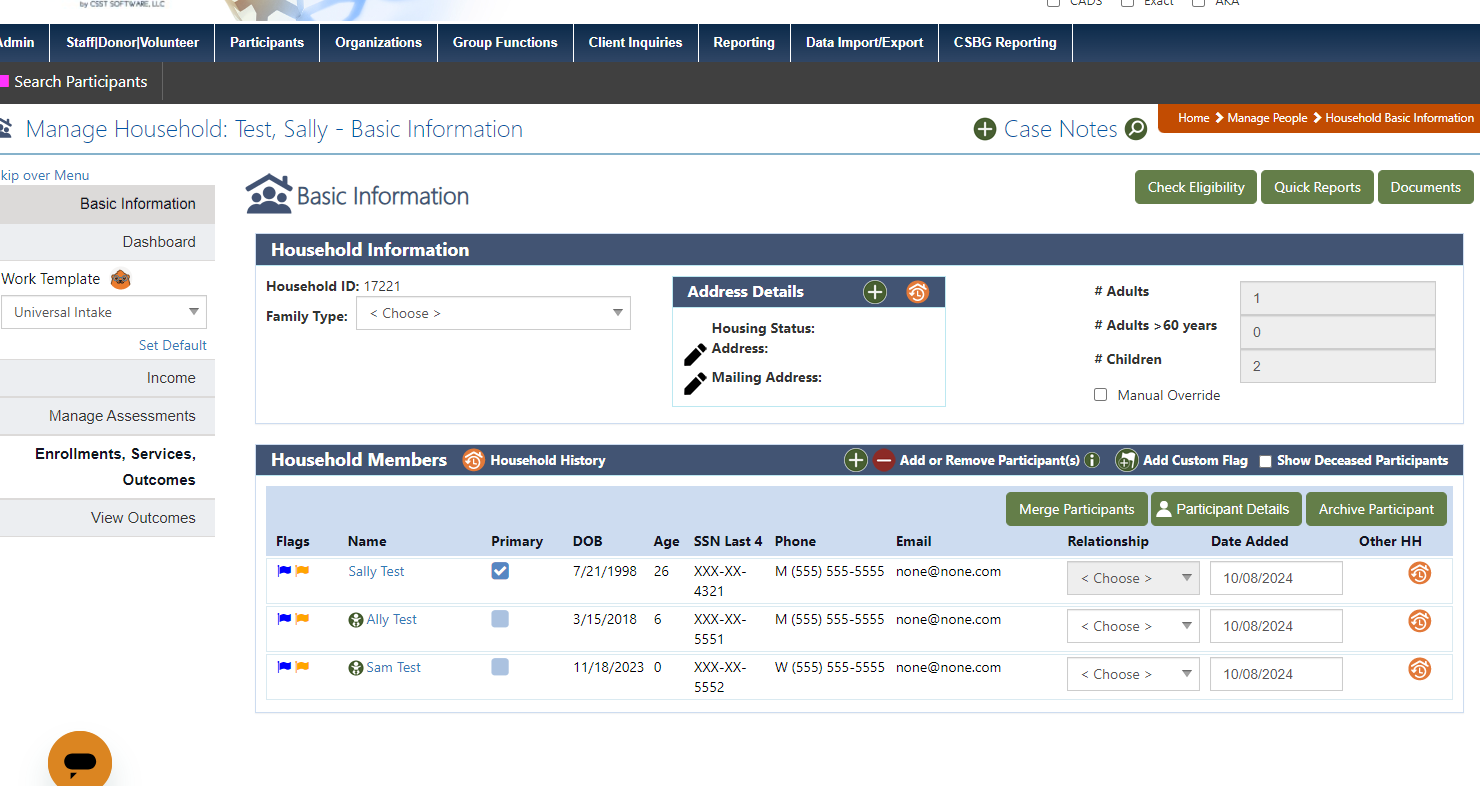 by CSST SOFTWARE, LLC
CADS Exact AKA
Admin Staff|Donor|Volunteer Participants Organizations Group Functions Client Inquiries Reporting Data Import/Export CSBG Reporting
Search Participants
Manage Household: Test, Sally - Basic Information
Case Notes
Home Manage People Household Basic Information
kip over Menu
Basic Information
Dashboard
Work Template
Universal Intake
Set Default
Income
Manage Assessments
Enrollments, Services,
Outcomes
View Outcomes
Basic Information
Check Eligibility Quick Reports Documents
Household Information
Household ID: 17221
Family Type: < Choose >
Address Details
Housing Status:
Address:
Mailing Address:
# Adults 1
# Adults >60 years 0
# Children 2
Manual Override
Household Members Household History Add or Remove Participant(s) Add Custom Flag Show Deceased Participants
Merge Participants Participant Details Archive Participant
Flags Name Primary DOB Age SSN Last 4 Phone Email Relationship Date Added Other HH
Sally Test 7/21/1998 26 XXX-XX- M (555) 555-5555 none@none.com < Choose > 10/08/2024
4321
Ally Test 3/15/2018 6 XXX-XX- M (555) 555-5555 none@none.com < Choose > 10/08/2024
5551
Sam Test 11/18/2023 0 XXX-XX- W (555) 555-5555 none@none.com < Choose > 10/08/2024
5552